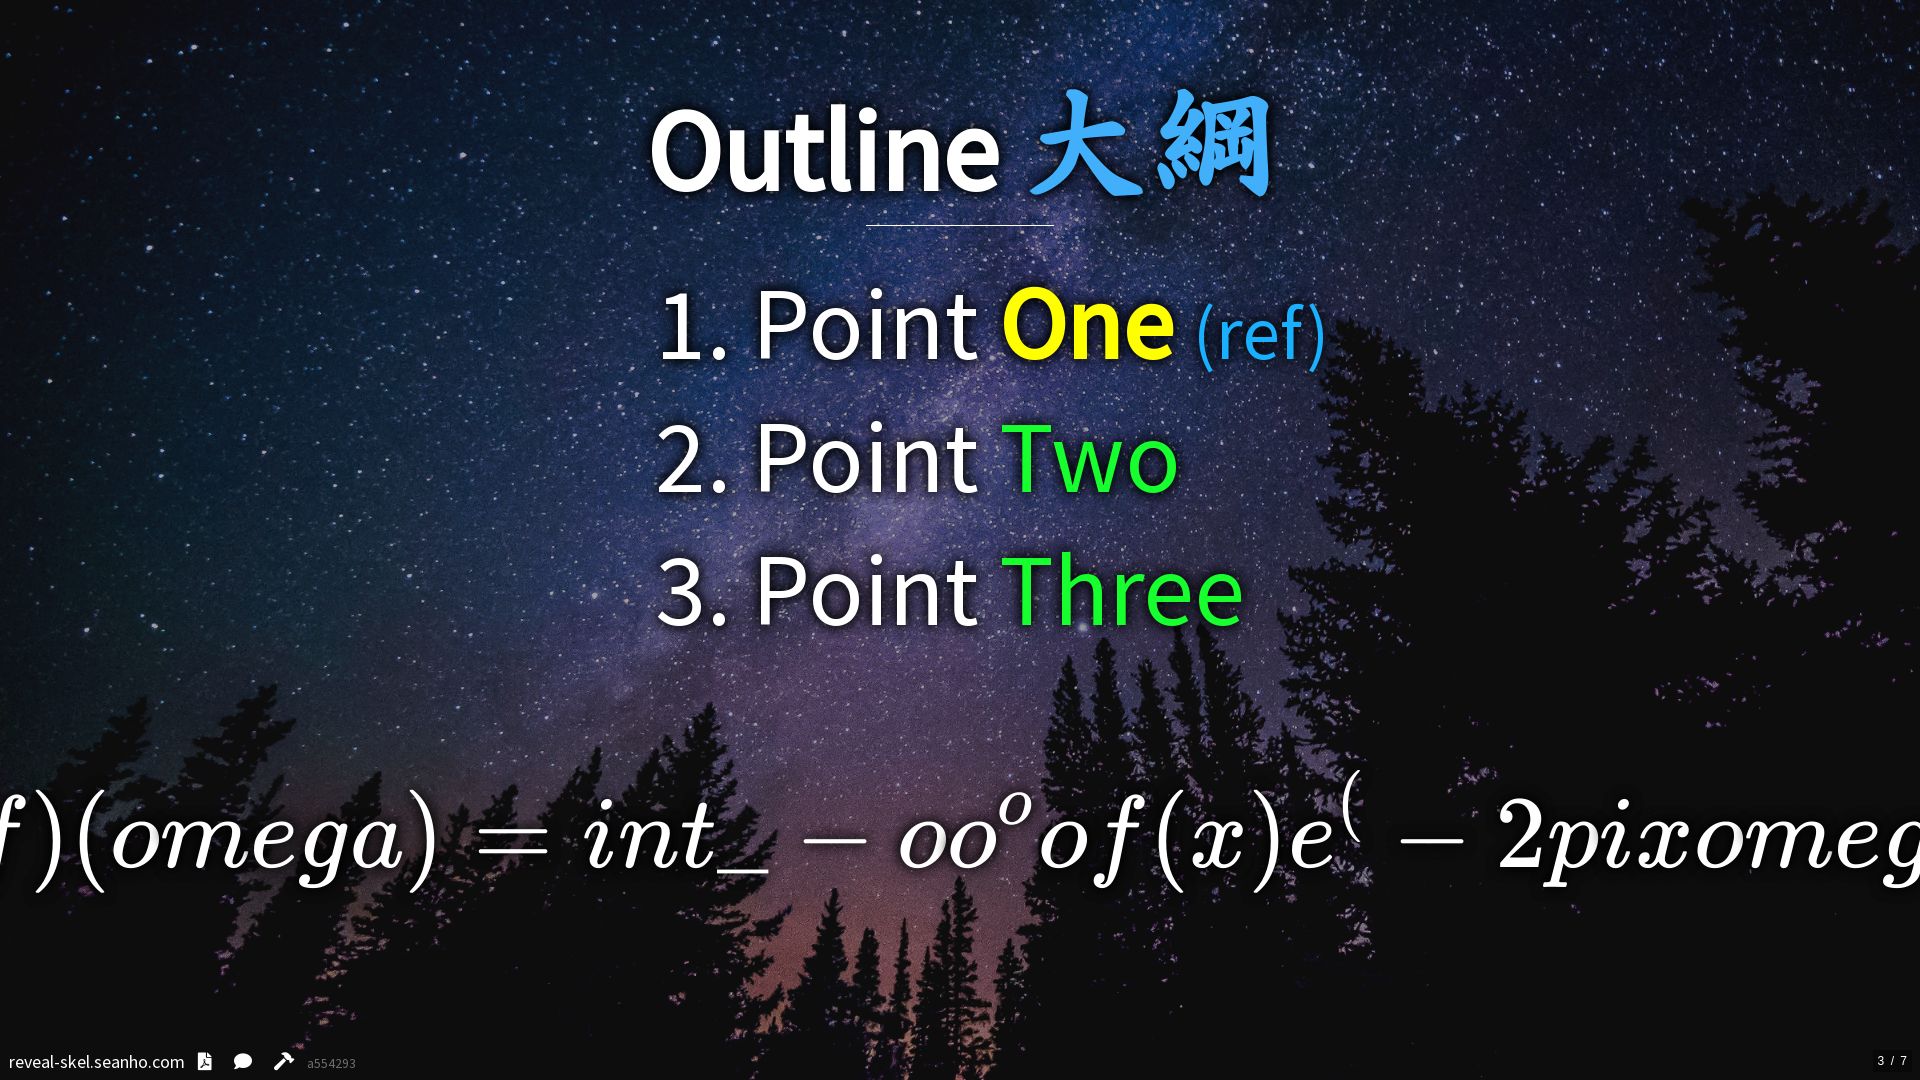 Outline 大綱
1. Point One (ref)
2. Point Two
3. Point Three
f)(omega) = int_ − oo^o of(x)e^( − 2pixomeg
reveal-skel.seanho.com a554293
3 / 7